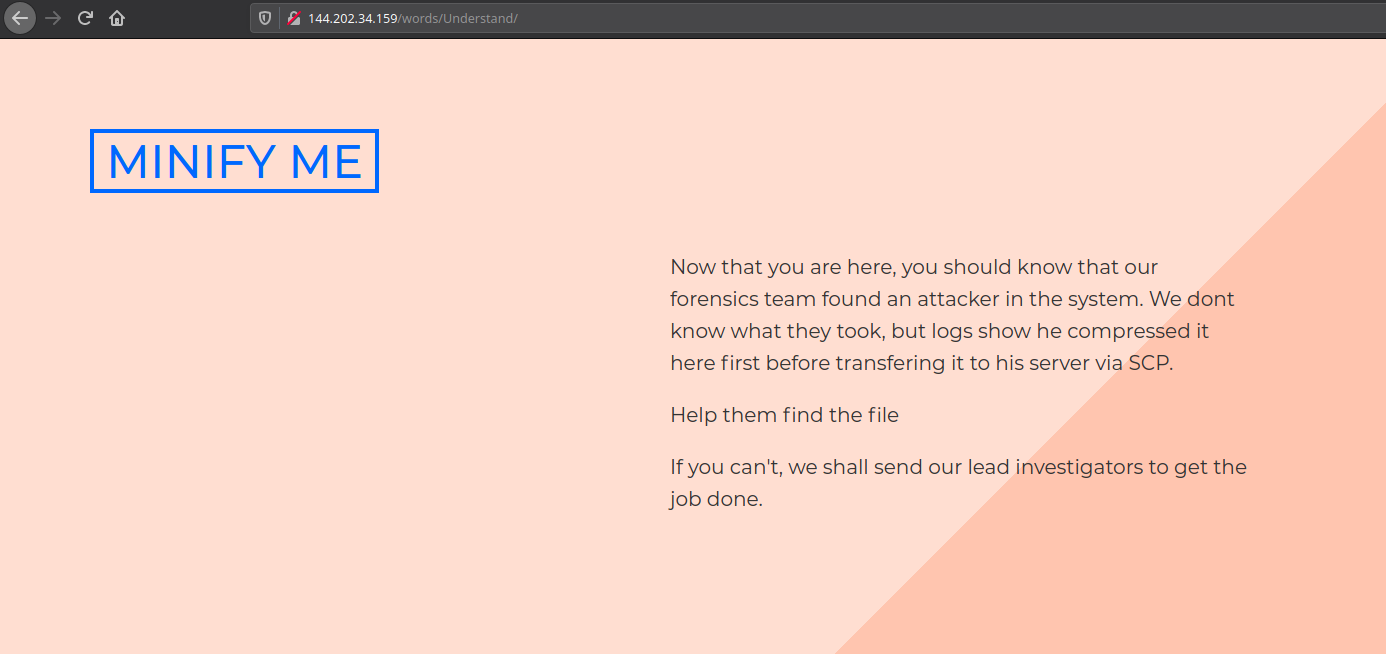 144.202.34.159/words/Understand/
MINIFY ME
Now that you are here, you should know that our
forensics team found an attacker in the system. We dont
know what they took, but logs show he compressed it
here first before transfering it to his server via SCP.
Help them find the file
If you can't, we shall send our lead investigators to get the
job done.